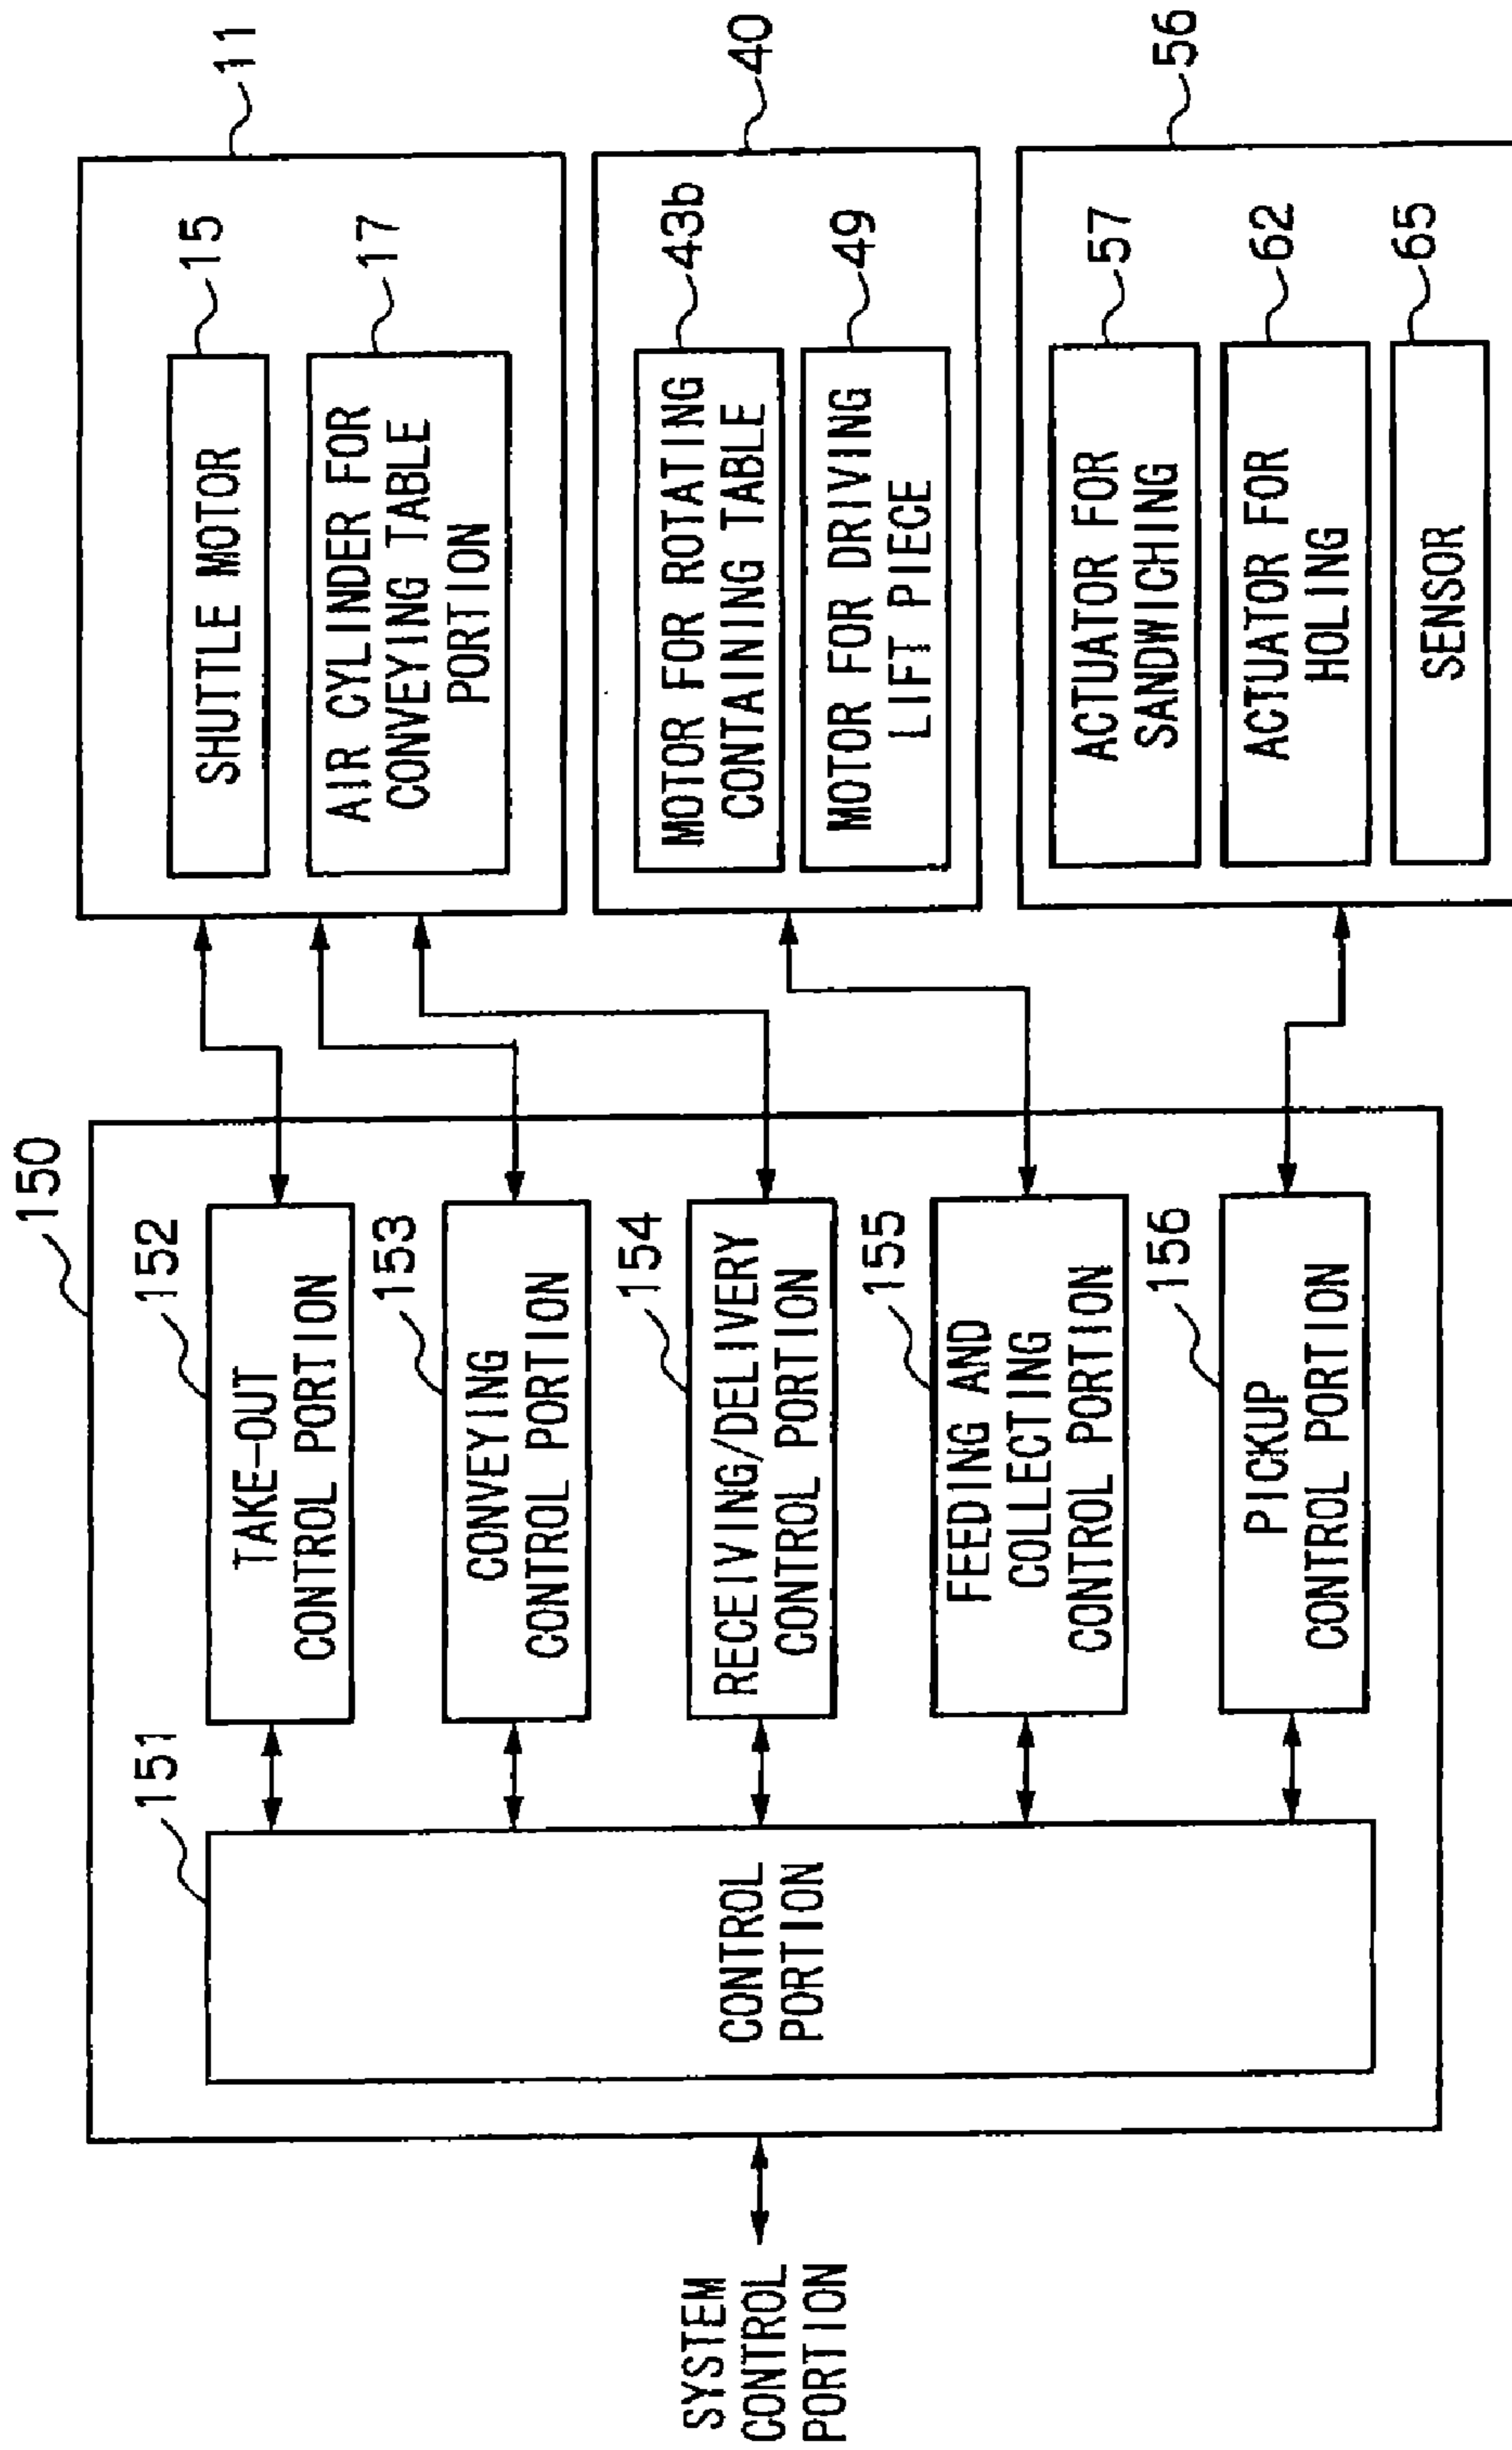 150
151
CONTROL
PORTION
152
TAKE-OUT
CONTROL PORTION
153
CONVEYING
CONTROL PORTION
154
RECEIVING/DELIVERY
CONTROL PORTION
155
FEEDING AND
COLLECTING
CONTROL PORTION
156
PICKUP
CONTROL PORTION
SYSTEM
CONTROL
PORTION
11
15
SHUTTLE MOTOR
17
AIR CYLINDER FOR
CONVEYING TABLE
PORTION
40
43b
MOTOR FOR ROTATING
CONTAINING TABLE
49
MOTOR FOR DRIVING
LIFT PIECE
56
57
ACTUATOR FOR
SANDWICHING
62
ACTUATOR FOR
HOLING
65
SENSOR